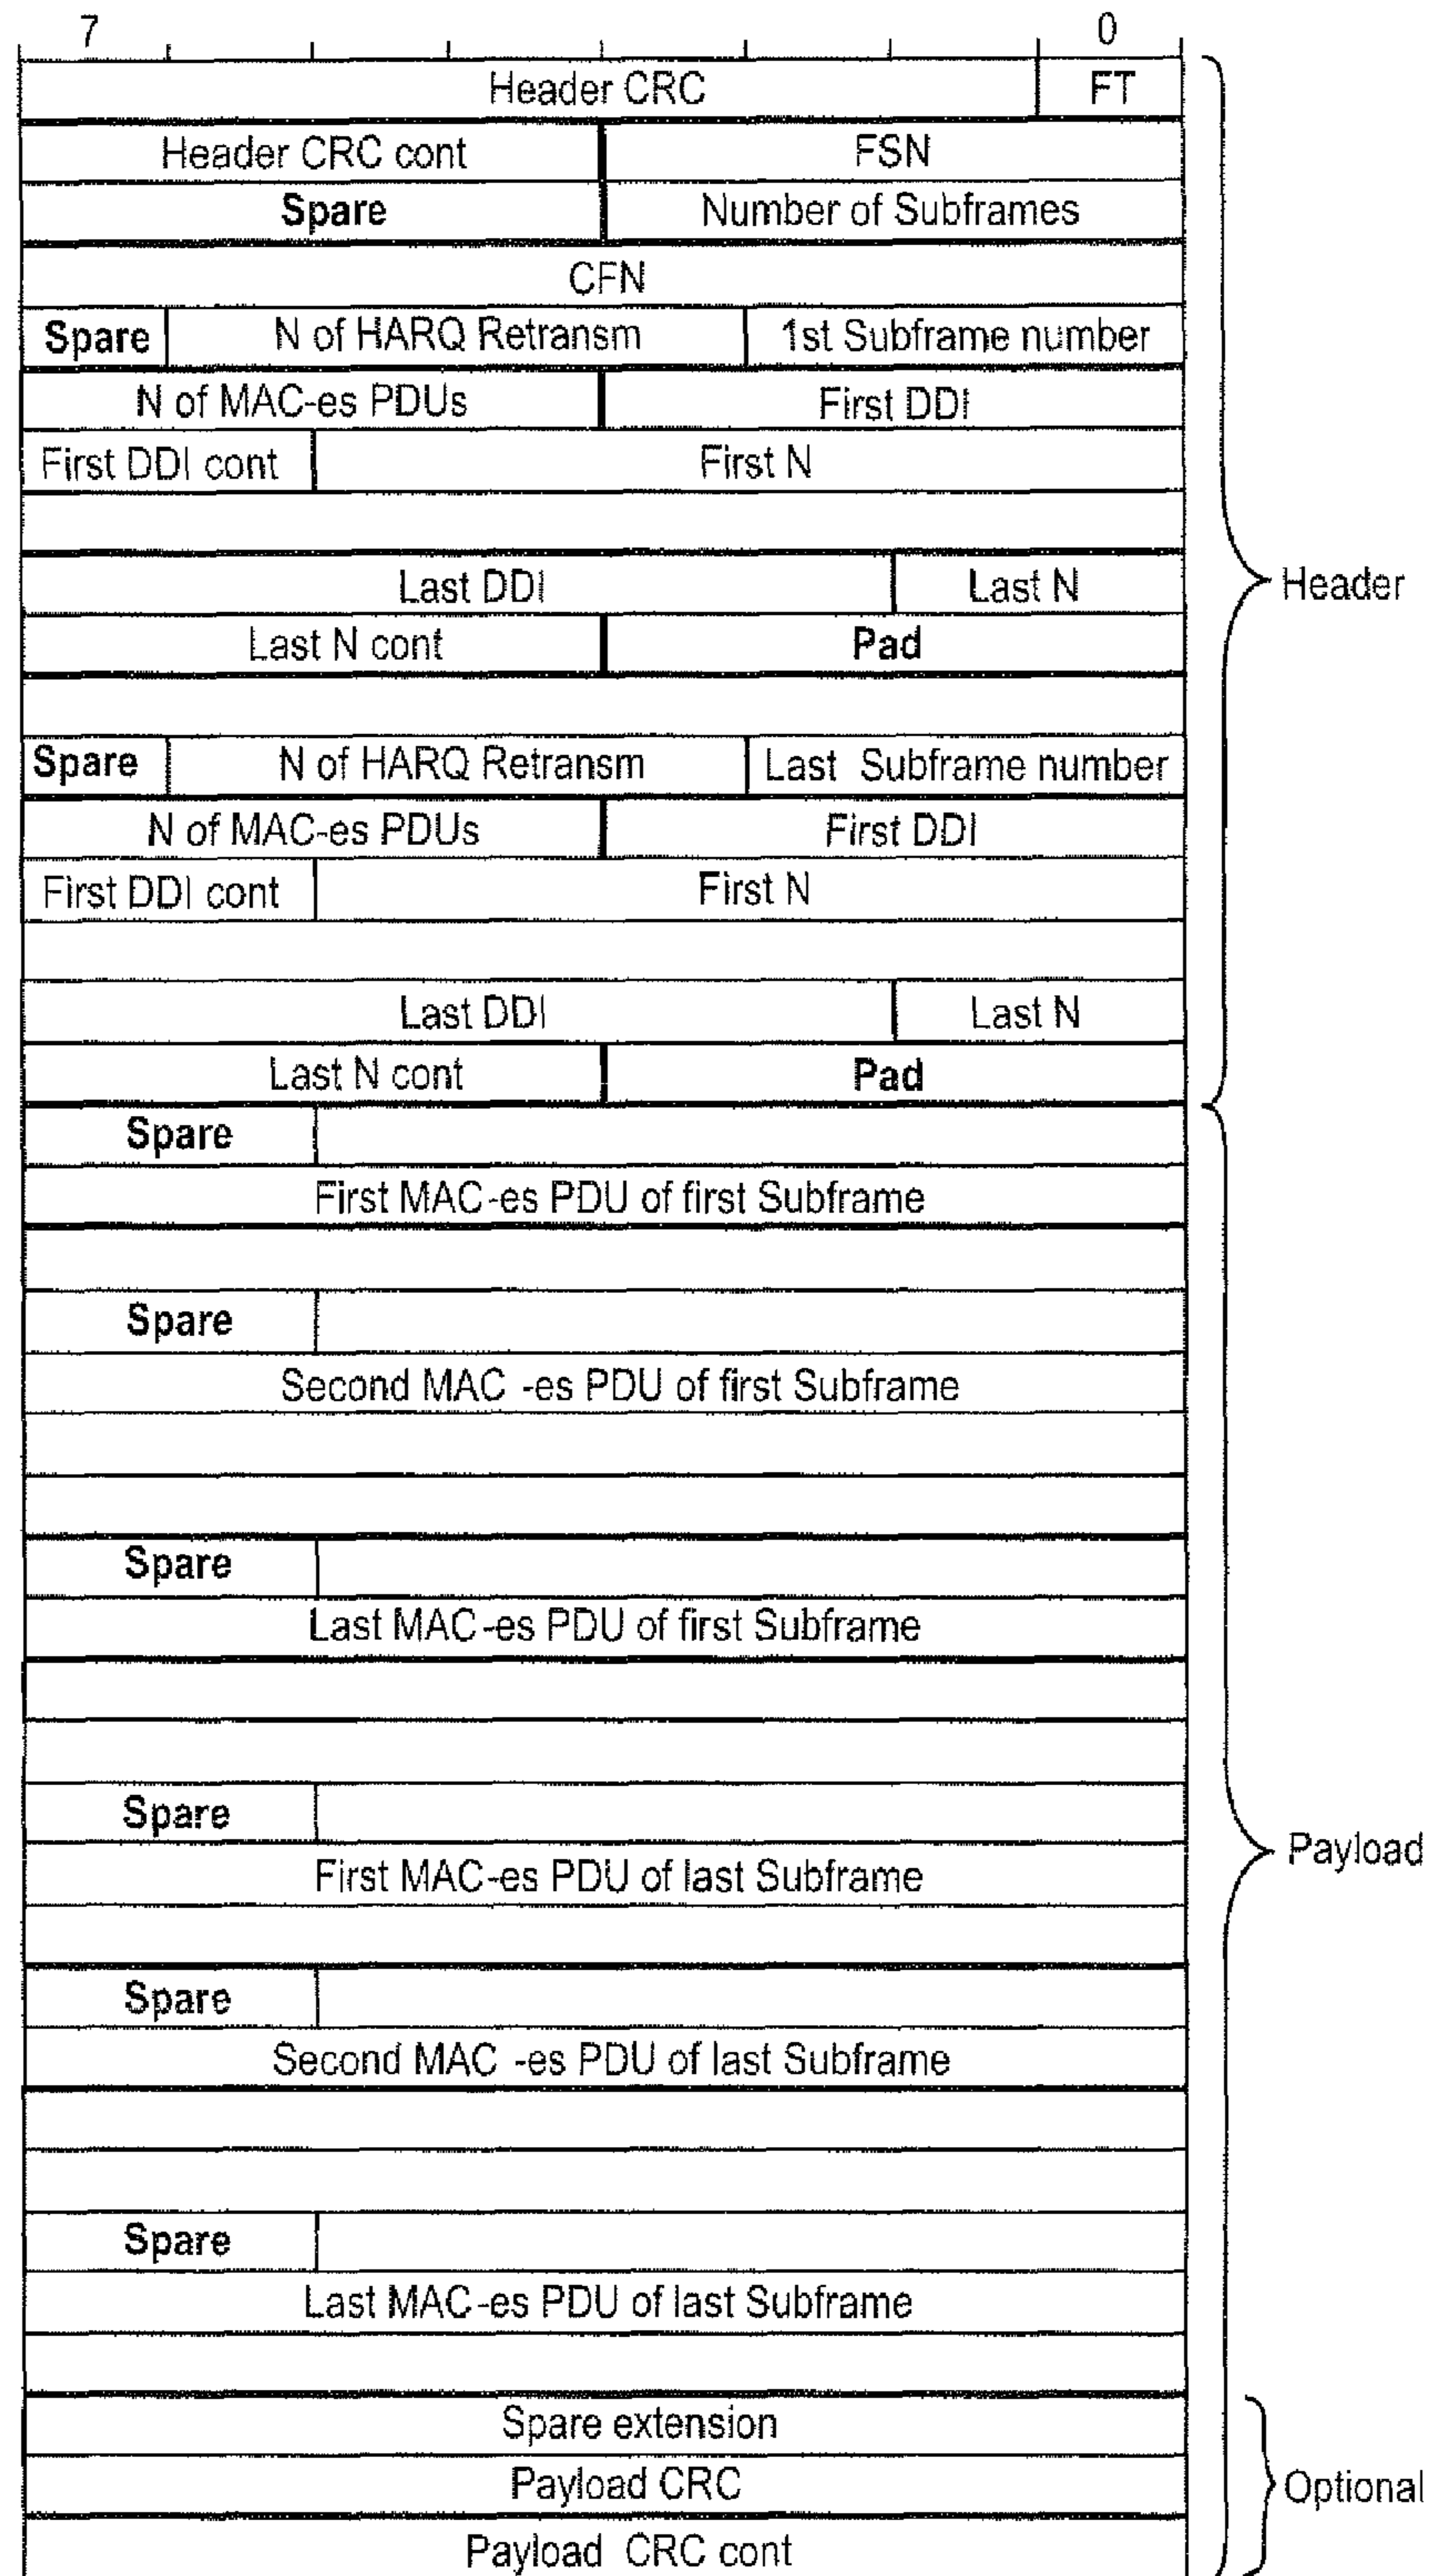 7 0
Header CRC FT
Header CRC cont FSN
Spare Number of Subframes
CFN
Spare N of HARQ Retransm 1st Subframe number
N of MAC-es PDUs First DDI
First DDI cont First N
Last DDI Last N
Header
Last N cont Pad
Spare N of HARQ Retransm Last Subframe number
N of MAC-es PDUs First DDI
First DDI cont First N
Last DDI Last N
Last N cont Pad
Spare
First MAC-es PDU of first Subframe
Spare
Second MAC -es PDU of first Subframe
Spare
Last MAC-es PDU of first Subframe
Spare
Payload
First MAC-es PDU of last Subframe
Spare
Second MAC -es PDU of last Subframe
Spare
Last MAC-es PDU of last Subframe
Spare extension
Payload CRC
Optional
Payload CRC cont